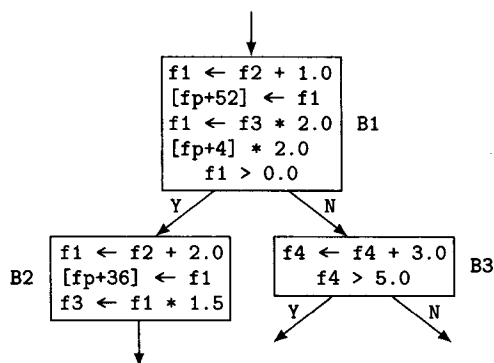 f1 ← f2 + 1.0
[fp+52] ← f1
f1 ← f3 * 2.0
B1
[fp+4] * 2.0
f1 > 0.0
Y
N
f1 ← f2 + 2.0
B2
[fp+36] ← f1
f3 ← f1 * 1.5
f4 ← f4 + 3.0
B3
f4 > 5.0
Y
N